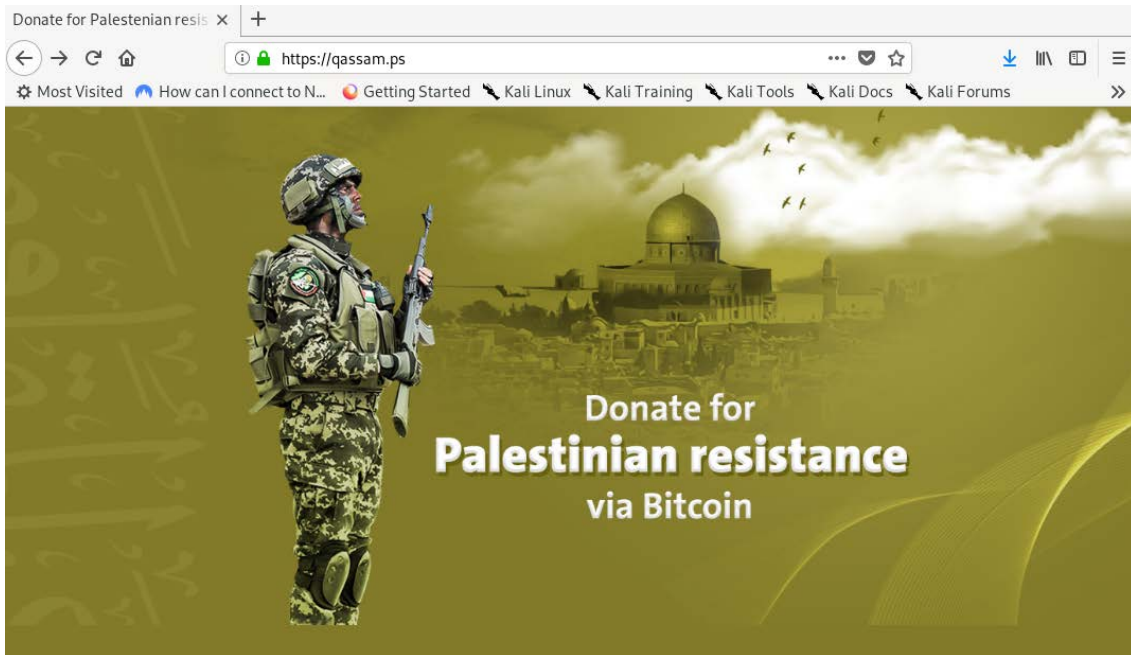 Donate for Palestenian resis
https://qassam.ps
Most Visited How can I connect to N... Getting Started Kali Linux Kali Training Kali Tools Kali Docs Kali Forums
Donate for
Palestinian resistance
via Bitcoin